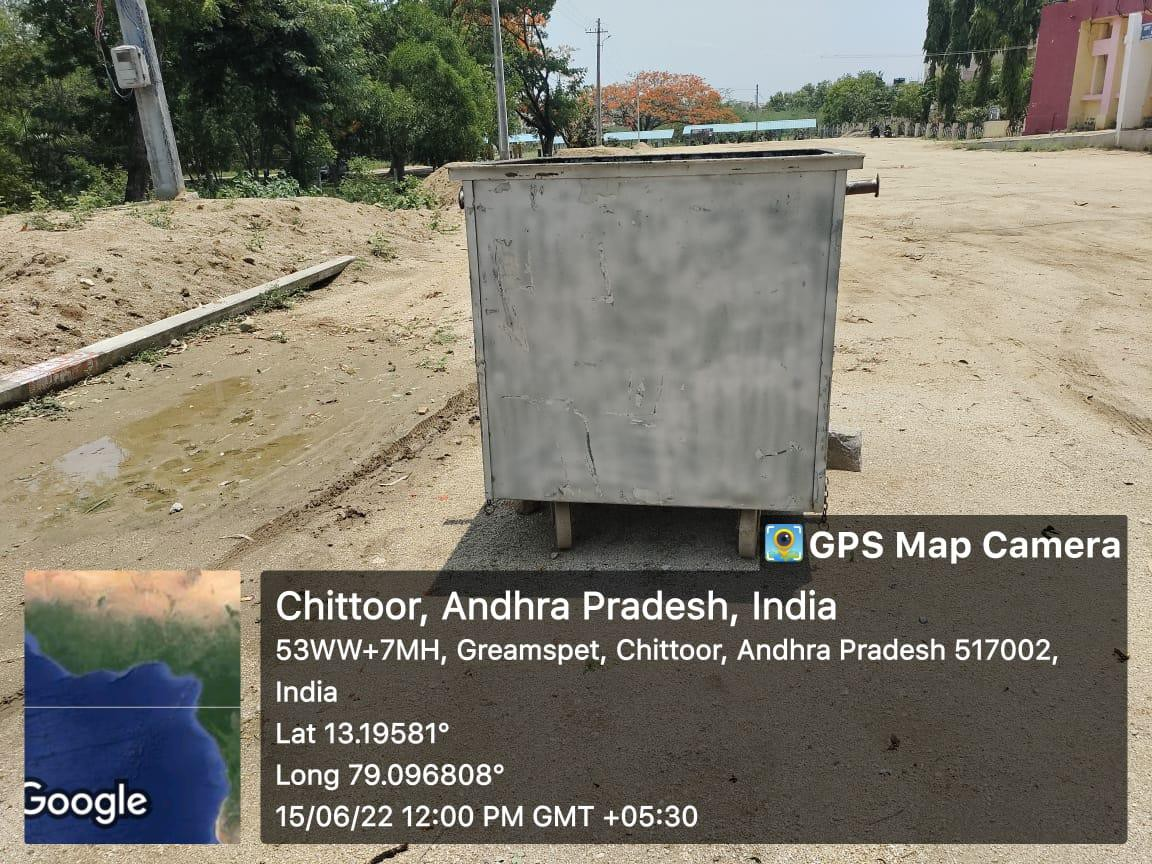 GPS Map Camera
Chittoor, Andhra Pradesh, India
53WW+7MH, Greamspet, Chittoor, Andhra Pradesh 517002,
India
Lat 13.19581°
Long 79.096808°
15/06/22 12:00 PM GMT +05:30
Google